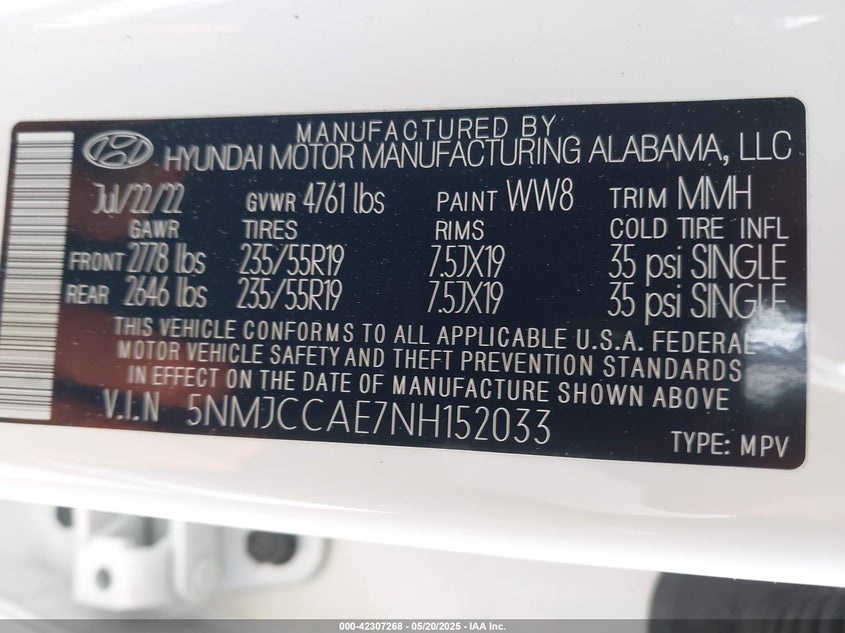 MANUFACTURED BY
HYUNDAI MOTOR MANUFACTURING ALABAMA, LLC
Jul/22/22 GVWR 4761 lbs PAINT WW8 TRIM MMH
GAWR TIRES RIMS COLD TIRE INFL
FRONT 2778 lbs 235/55R19 7.5JX19 35 psi SINGLE
REAR 2646 lbs 235/55R19 7.5JX19 35 psi SINGLE
THIS VEHICLE CONFORMS TO ALL APPLICABLE U.S.A. FEDERAL
MOTOR VEHICLE SAFETY AND THEFT PREVENTION STANDARDS
IN EFFECT ON THE DATE OF MANUFACTURE SHOWN ABOVE
V.I.N 5NMJCCAE7NH152033
TYPE: MPV
000-42307268 - 05/20/2025 - IAA Inc.